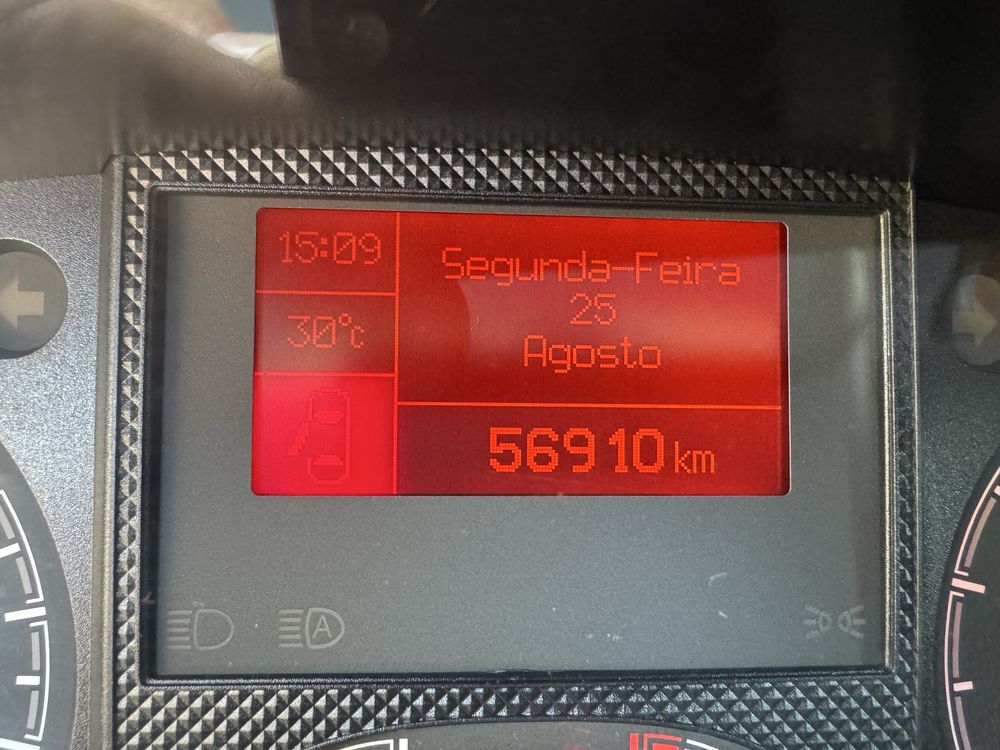 15:09
30°c
Segunda-Feira
25
Agosto
56910 km
A